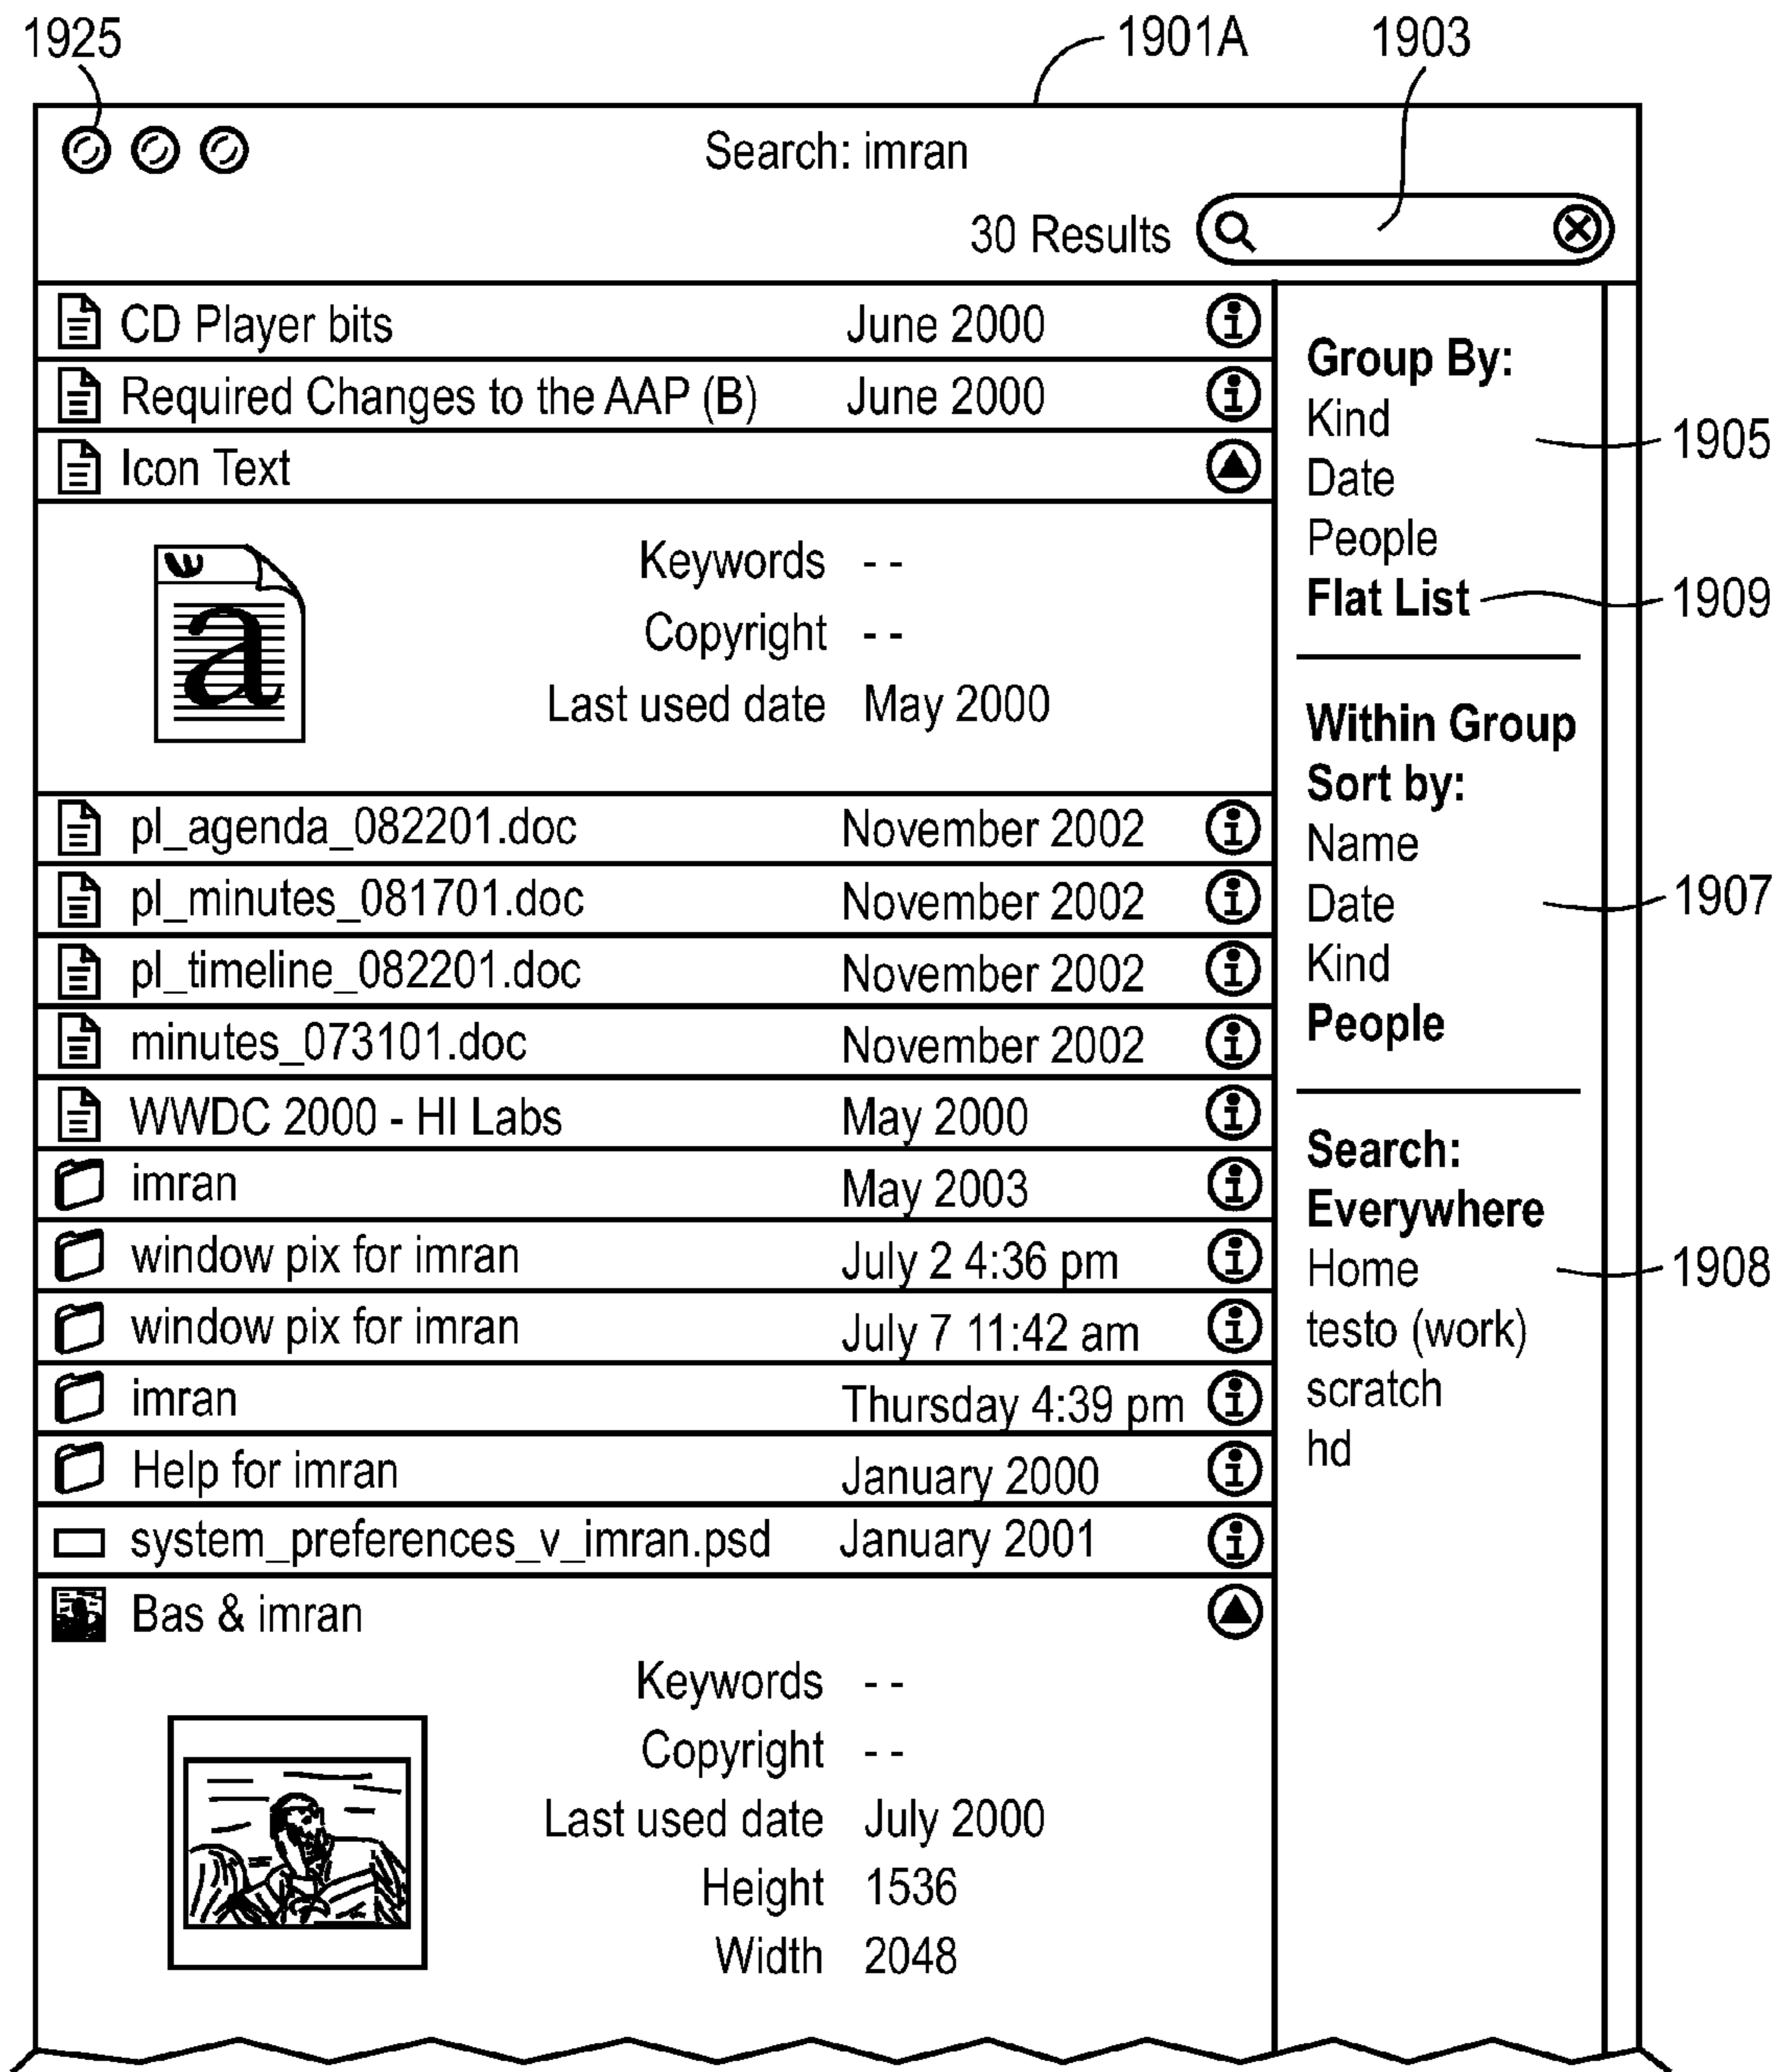 1925
1901A
1903
Search: imran
30 Results
CD Player bits June 2000
Required Changes to the AAP (B) June 2000
Icon Text
a
Keywords - -
Copyright - -
Last used date May 2000
pl_agenda_082201.doc November 2002
pl_minutes_081701.doc November 2002
pl_timeline_082201.doc November 2002
minutes_073101.doc November 2002
WWDC 2000 - HI Labs May 2000
imran May 2003
window pix for imran July 2 4:36 pm
window pix for imran July 7 11:42 am
imran Thursday 4:39 pm
Help for imran January 2000
system_preferences_v_imran.psd January 2001
Bas & imran
Keywords - -
Copyright - -
Last used date July 2000
Height 1536
Width 2048
Group By:
Kind
1905
Date
People
Flat List
1909
Within Group
Sort by:
Name
Date
1907
Kind
People
Search:
Everywhere
Home
1908
testo (work)
scratch
hd